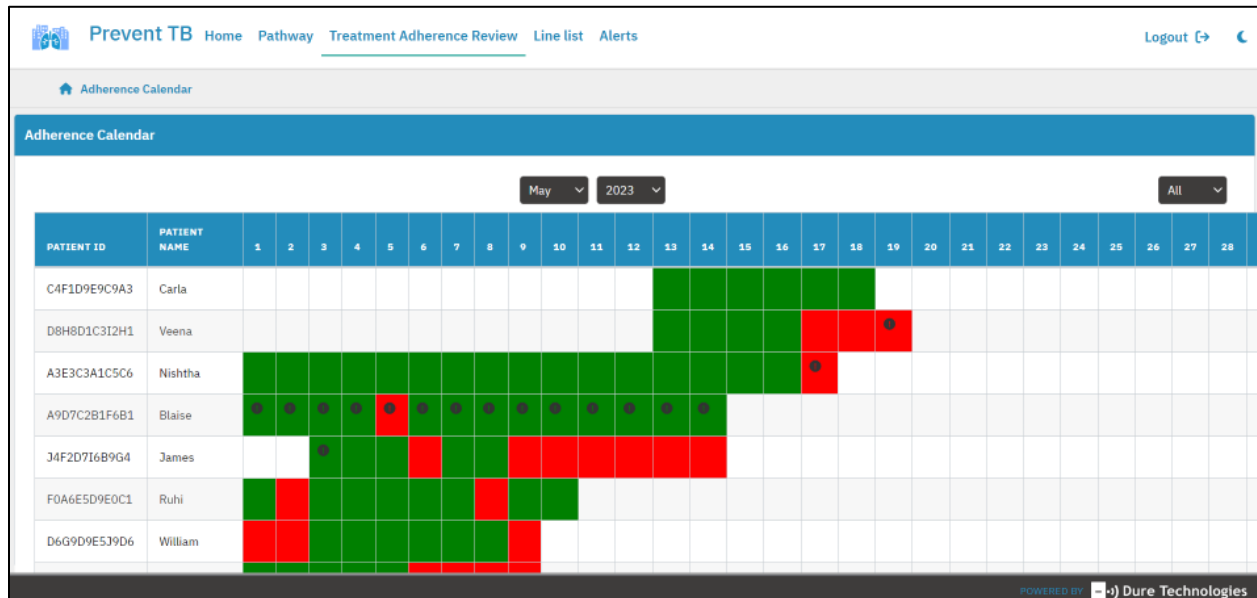 Prevent TB Home Pathway Treatment Adherence Review Line list Alerts Logout
Adherence Calendar
Adherence Calendar
May 2023 All
PATIENT ID PATIENT NAME 1 2 3 4 5 6 7 8 9 10 11 12 13 14 15 16 17 18 19 20 21 22 23 24 25 26 27 28
C4F1D9E9C9A3 Carla
D8H8D1C3I2H1 Veena
A3E3C3A1C5C6 Nishtha
A9D7C2B1F6B1 Blaise
J4F2D7I6B9G4 James
F0A6E5D9E0C1 Ruhi
D6G9D9E5J9D6 William
POWERED BY Dure Technologies